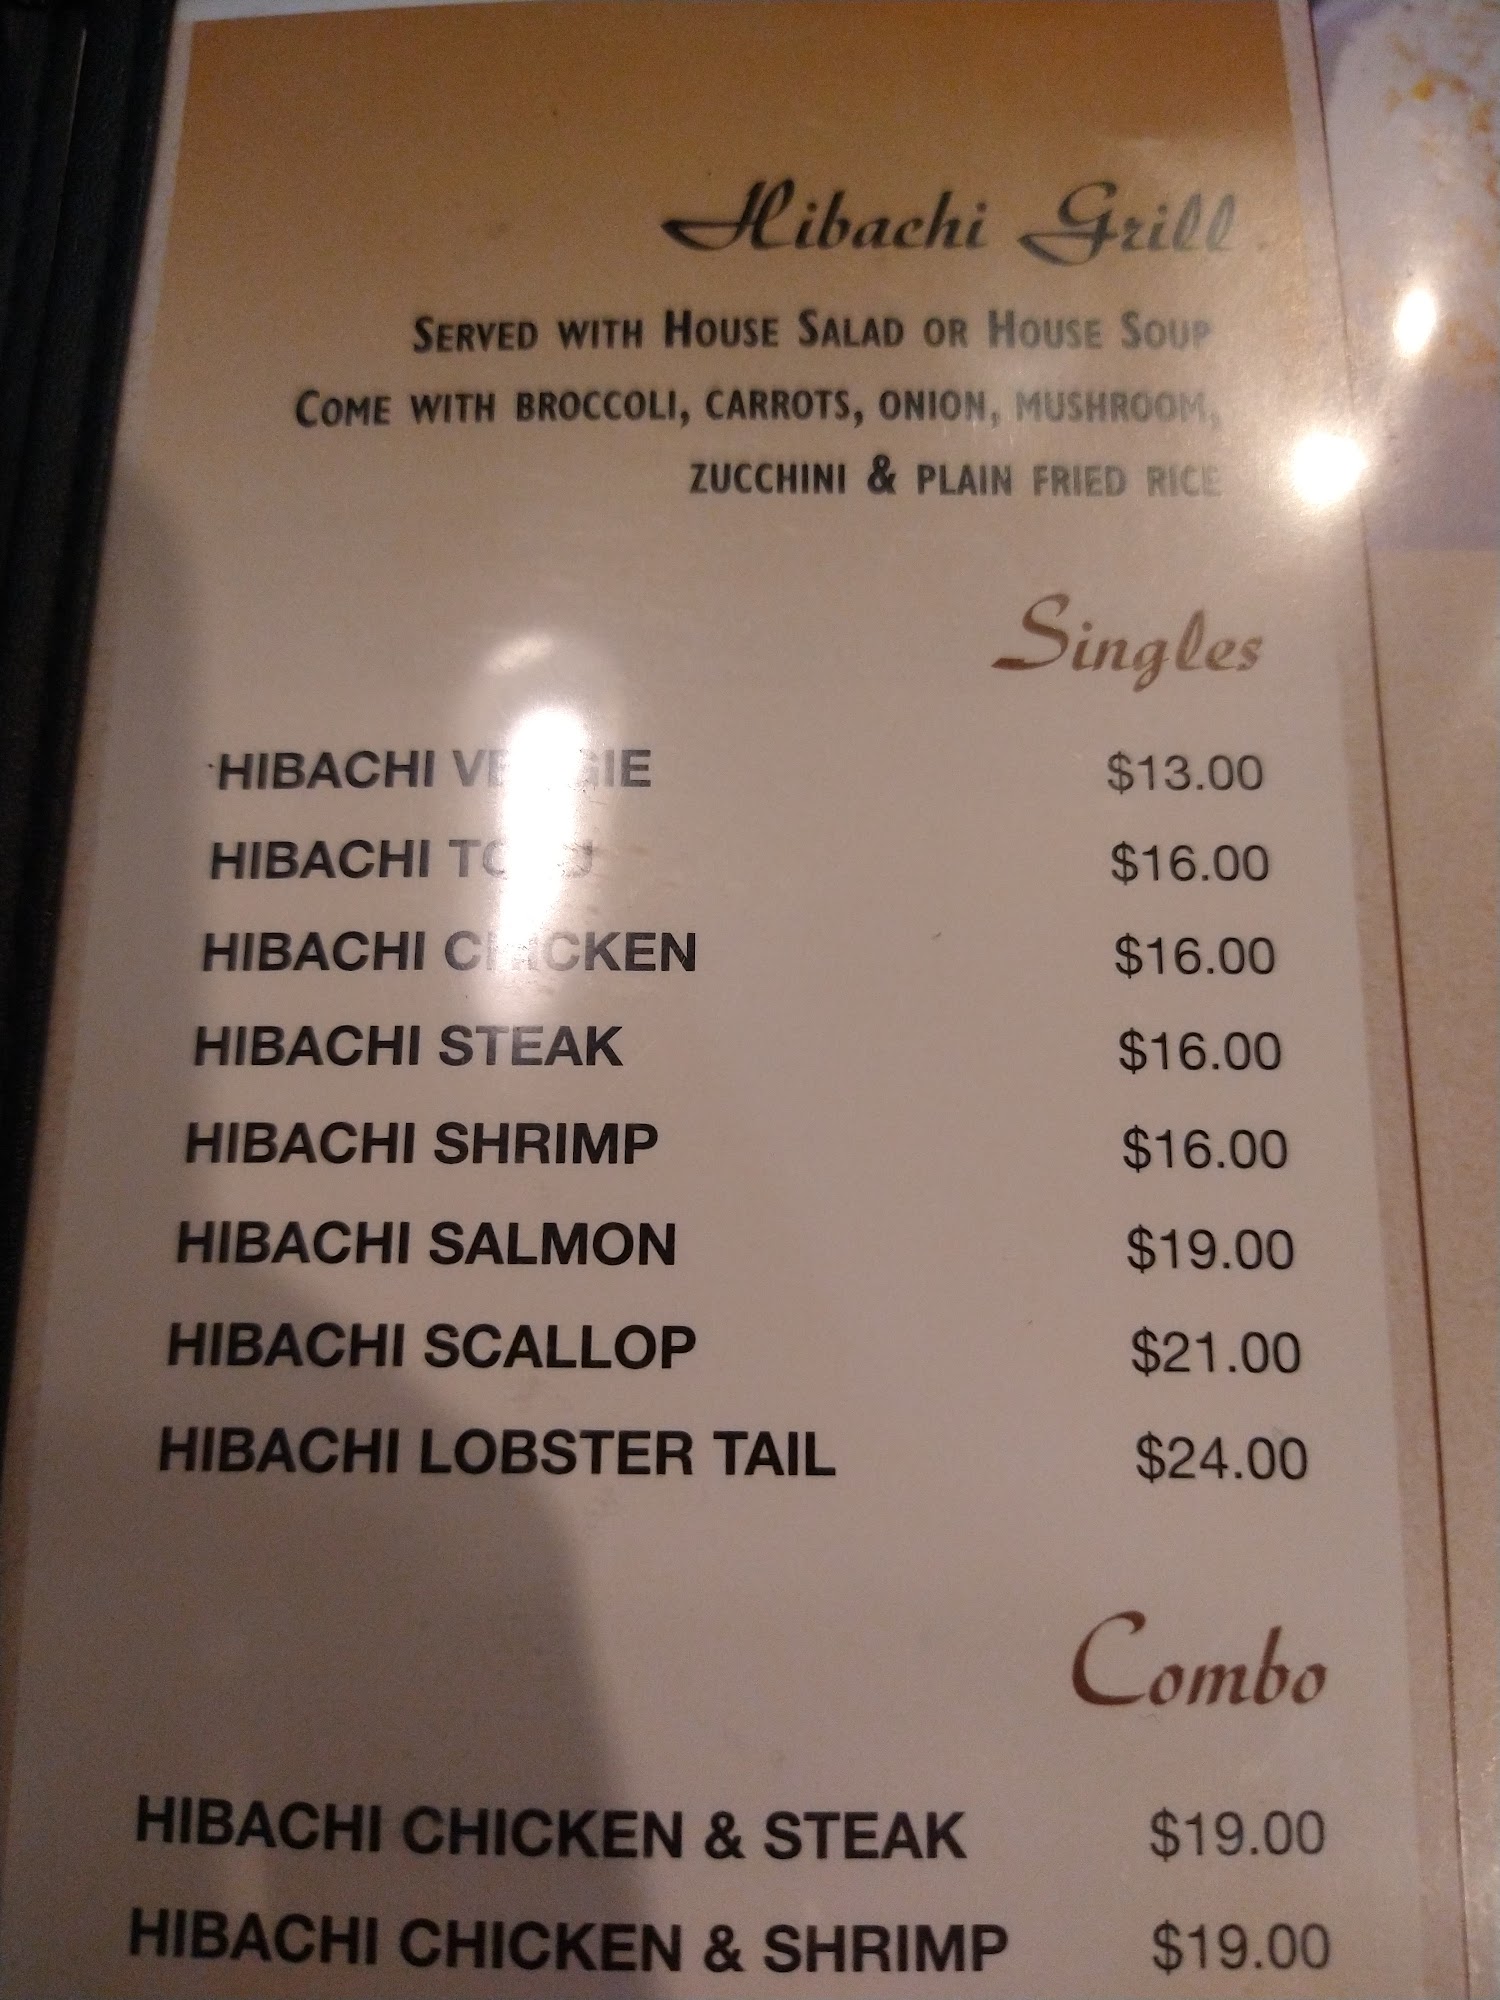 Hibachi Grill
Served with House Salad or House Soup
Come with broccoli, carrots, onion, mushroom,
zucchini & plain fried rice
Singles
HIBACHI VEGGIE $13.00
HIBACHI TOFU $16.00
HIBACHI CHICKEN $16.00
HIBACHI STEAK $16.00
HIBACHI SHRIMP $16.00
HIBACHI SALMON $19.00
HIBACHI SCALLOP $21.00
HIBACHI LOBSTER TAIL $24.00
Combo
HIBACHI CHICKEN & STEAK $19.00
HIBACHI CHICKEN & SHRIMP $19.00